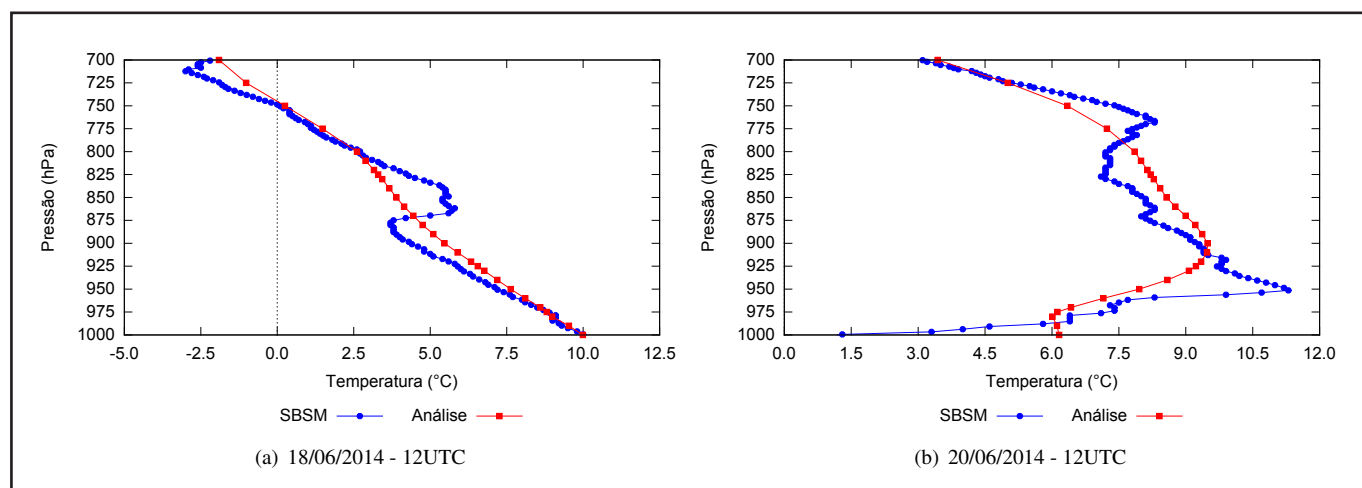 700
725
750
775
800
825
850
875
900
925
950
975
1000
Pressão (hPa)
-5.0 -2.5 0.0 2.5 5.0 7.5 10.0 12.5
Temperatura (°C)
SBSM Análise
(a) 18/06/2014 - 12UTC
700
725
750
775
800
825
850
875
900
925
950
975
1000
Pressão (hPa)
0.0 1.5 3.0 4.5 6.0 7.5 9.0 10.5 12.0
Temperatura (°C)
SBSM Análise
(b) 20/06/2014 - 12UTC